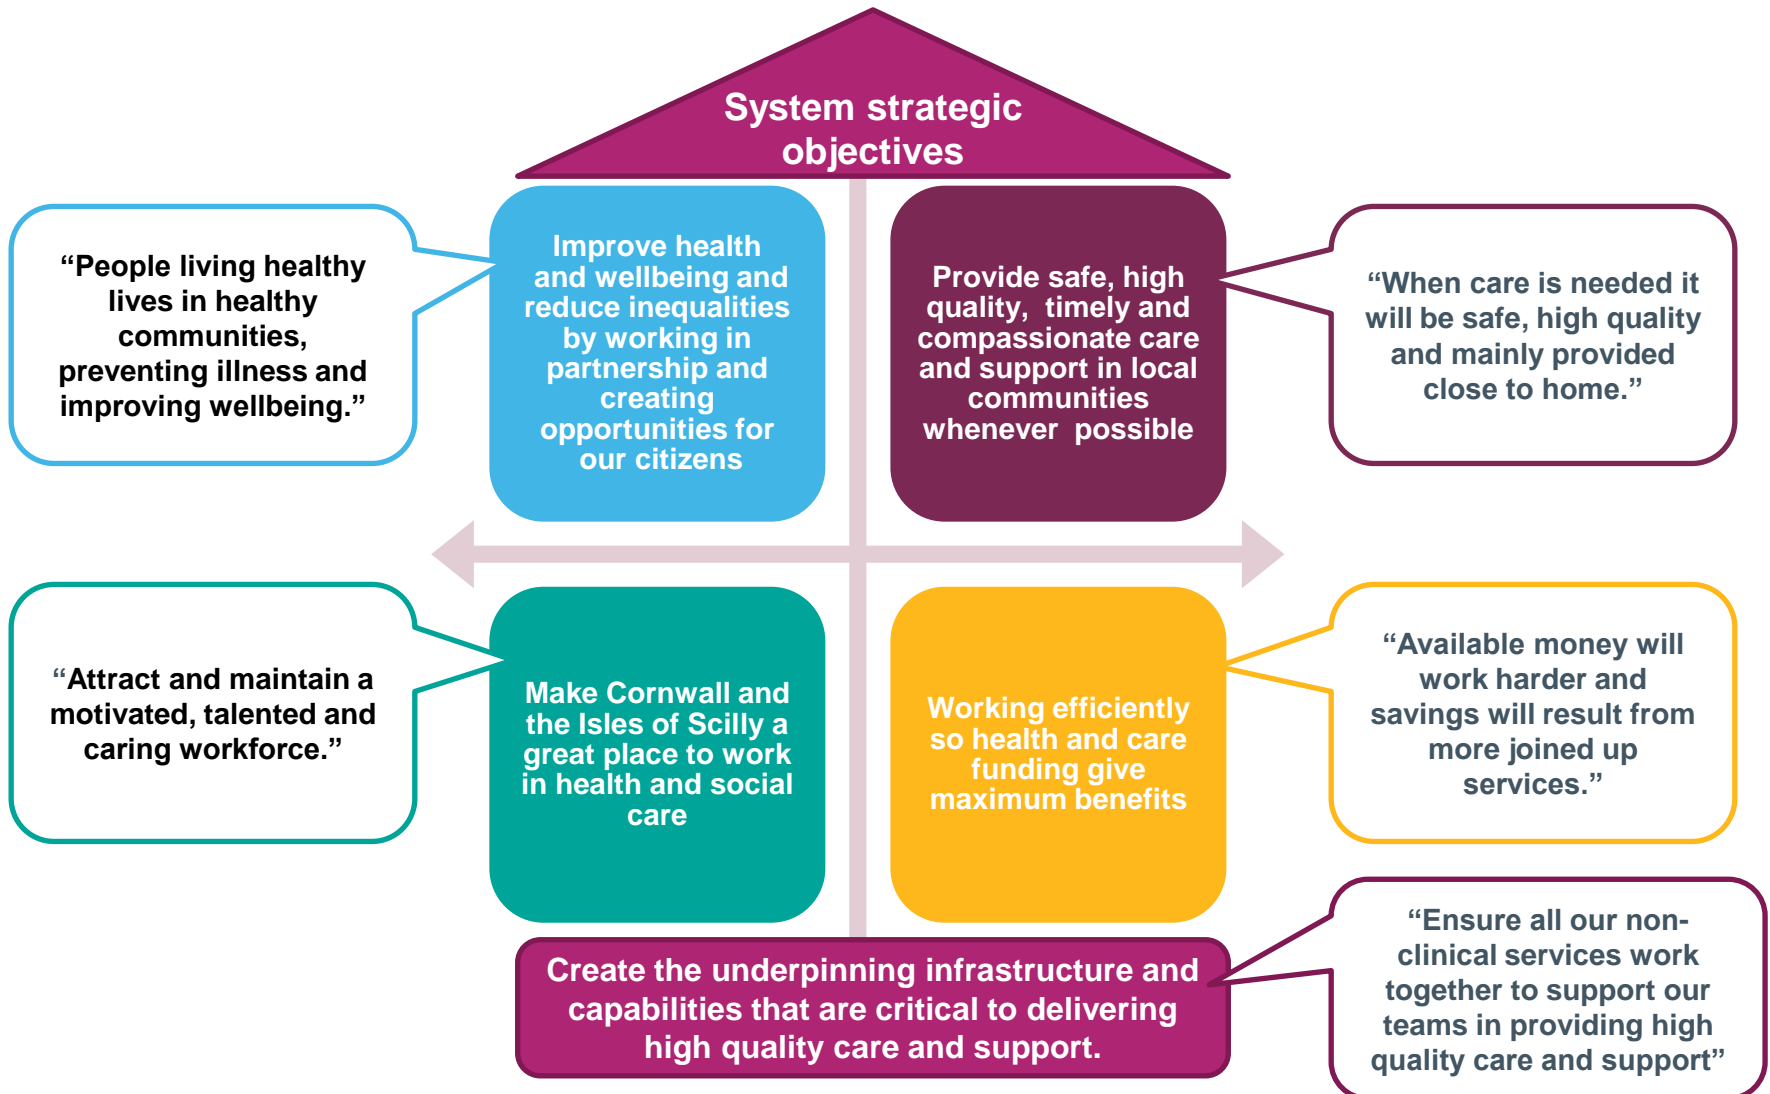 System strategic
objectives
“People living healthy
lives in healthy
communities,
preventing illness and
improving wellbeing.”
Improve health
and wellbeing and
reduce inequalities
by working in
partnership and
creating
opportunities for
our citizens
Provide safe, high
quality, timely and
compassionate care
and support in local
communities
whenever possible
“When care is needed it
will be safe, high quality
and mainly provided
close to home.”
“Attract and maintain a
motivated, talented and
caring workforce.”
Make Cornwall and
the Isles of Scilly a
great place to work
in health and social
care
Working efficiently
so health and care
funding give
maximum benefits
“Available money will
work harder and
savings will result from
more joined up
services.”
Create the underpinning infrastructure and
capabilities that are critical to delivering
high quality care and support.
“Ensure all our non-
clinical services work
together to support our
teams in providing high
quality care and support”